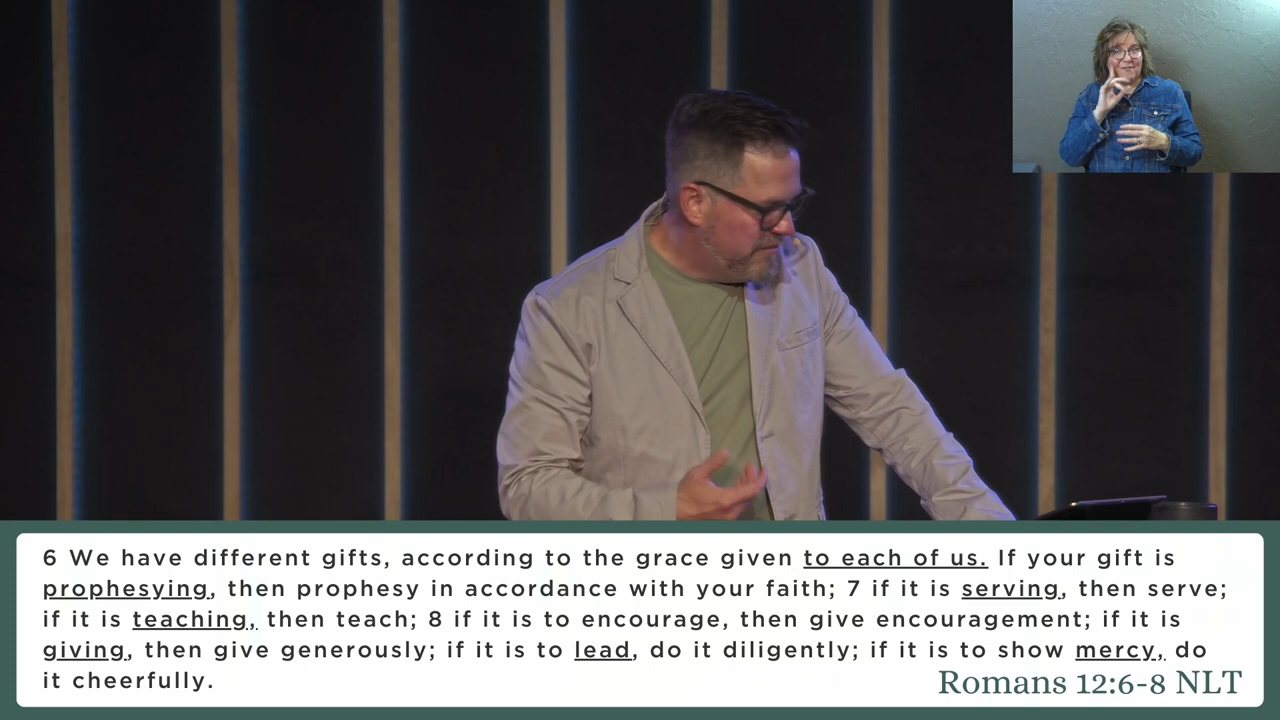 6 We have different gifts, according to the grace given to each of us. If your gift is
prophesying, then prophesy in accordance with your faith; 7 if it is serving, then serve;
if it is teaching, then teach; 8 if it is to encourage, then give encouragement; if it is
giving, then give generously; if it is to lead, do it diligently; if it is to show mercy, do
it cheerfully.
Romans 12:6-8 NLT